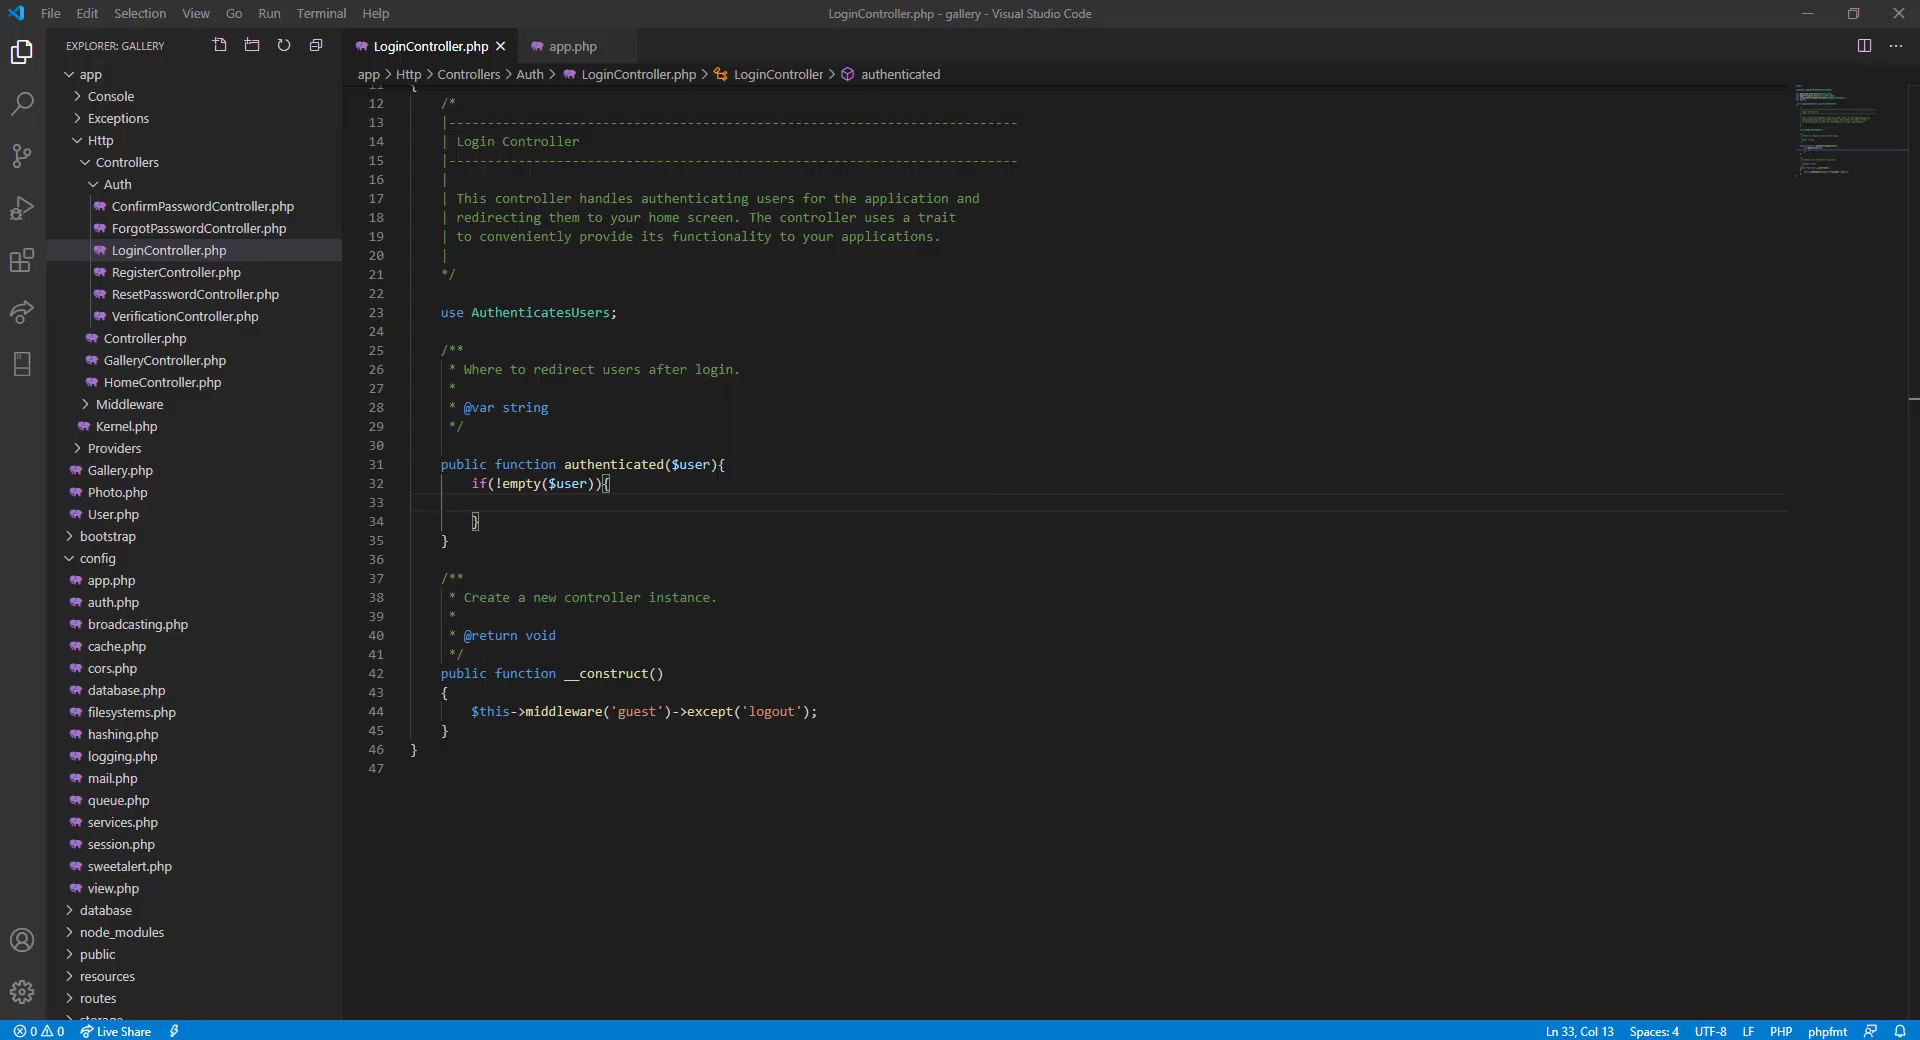 File Edit Selection View Go Run Terminal Help
LoginController.php - gallery - Visual Studio Code
EXPLORER: GALLERY
app
Console
Exceptions
Http
Controllers
Auth
ConfirmPasswordController.php
ForgotPasswordController.php
LoginController.php
RegisterController.php
ResetPasswordController.php
VerificationController.php
Controller.php
GalleryController.php
HomeController.php
Middleware
Kernel.php
Providers
Gallery.php
Photo.php
User.php
bootstrap
config
app.php
auth.php
broadcasting.php
cache.php
cors.php
database.php
filesystems.php
hashing.php
logging.php
mail.php
queue.php
services.php
session.php
sweetalert.php
view.php
database
node_modules
public
resources
routes
storage
LoginController.php app.php
app > Http > Controllers > Auth > LoginController.php > LoginController > authenticated
11 {
12 /*
13 |--------------------------------------------------------------------------
14 | Login Controller
15 |--------------------------------------------------------------------------
16 |
17 | This controller handles authenticating users for the application and
18 | redirecting them to your home screen. The controller uses a trait
19 | to conveniently provide its functionality to your applications.
20 |
21 */
22
23 use AuthenticatesUsers;
24
25 /**
26 * Where to redirect users after login.
27 *
28 * @var string
29 */
30
31 public function authenticated($user){
32 if(!empty($user)){
33
34 }
35 }
36
37 /**
38 * Create a new controller instance.
39 *
40 * @return void
41 */
42 public function __construct()
43 {
44 $this->middleware('guest')->except('logout');
45 }
46 }
47
0 0 Live Share
Ln 33, Col 13 Spaces: 4 UTF-8 LF PHP phpfmt